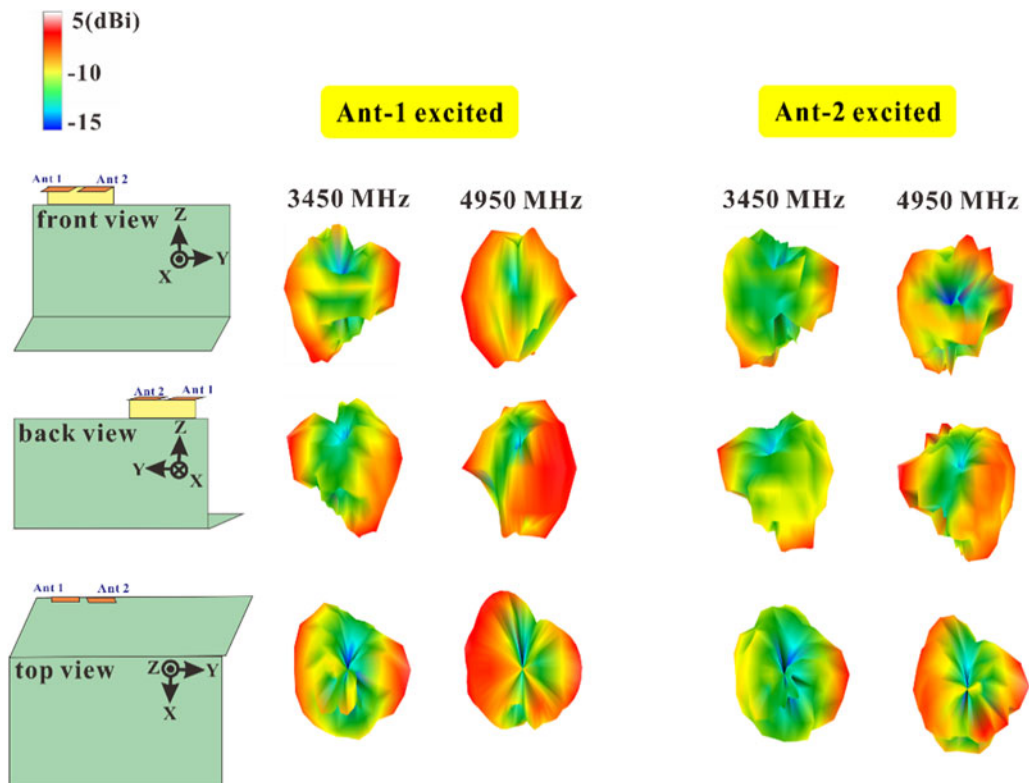 5(dBi)
-10
-15
Ant-1 excited
Ant-2 excited
3450 MHz
4950 MHz
3450 MHz
4950 MHz
Ant 1
Ant 2
front view
Z
Y
X
Ant 2
Ant 1
back view
Z
Y
X
Ant 1
Ant 2
top view
Z
Y
X